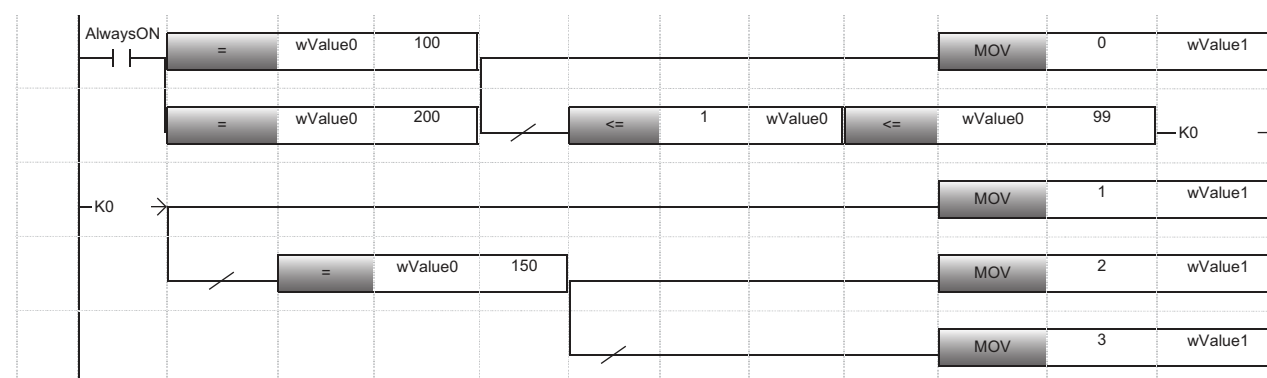 AlwaysON
= wValue0 100 MOV 0 wValue1
= wValue0 200 <= 1 wValue0 <= wValue0 99 K0
K0 MOV 1 wValue1
= wValue0 150 MOV 2 wValue1
MOV 3 wValue1